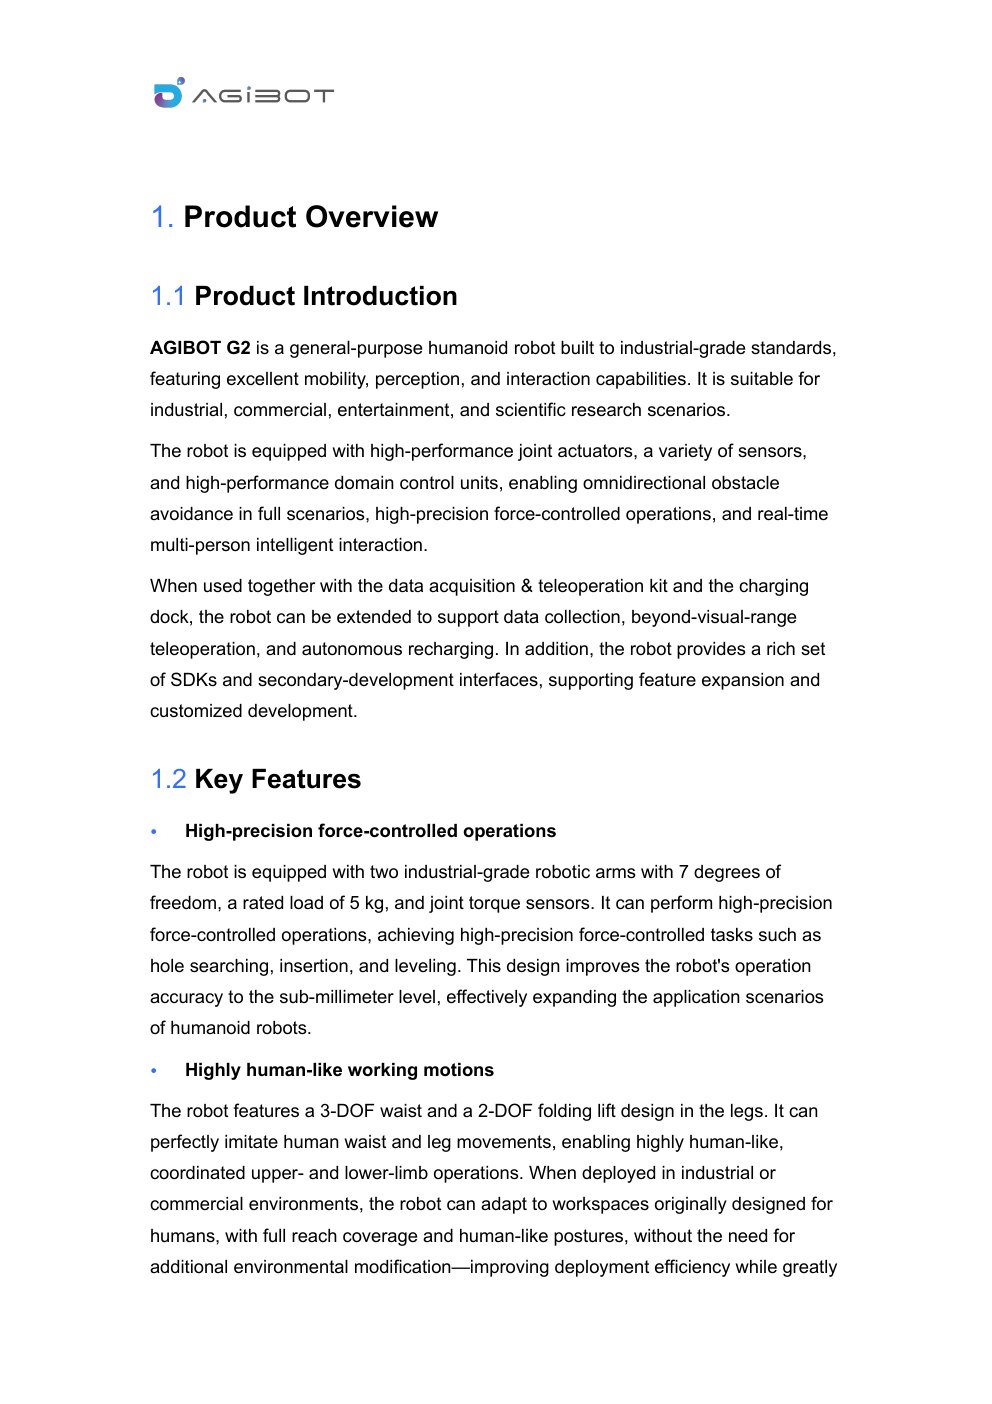 AGIBOT
1. Product Overview
1.1 Product Introduction
AGIBOT G2 is a general-purpose humanoid robot built to industrial-grade standards,
featuring excellent mobility, perception, and interaction capabilities. It is suitable for
industrial, commercial, entertainment, and scientific research scenarios.
The robot is equipped with high-performance joint actuators, a variety of sensors,
and high-performance domain control units, enabling omnidirectional obstacle
avoidance in full scenarios, high-precision force-controlled operations, and real-time
multi-person intelligent interaction.
When used together with the data acquisition & teleoperation kit and the charging
dock, the robot can be extended to support data collection, beyond-visual-range
teleoperation, and autonomous recharging. In addition, the robot provides a rich set
of SDKs and secondary-development interfaces, supporting feature expansion and
customized development.
1.2 Key Features
• High-precision force-controlled operations
The robot is equipped with two industrial-grade robotic arms with 7 degrees of
freedom, a rated load of 5 kg, and joint torque sensors. It can perform high-precision
force-controlled operations, achieving high-precision force-controlled tasks such as
hole searching, insertion, and leveling. This design improves the robot's operation
accuracy to the sub-millimeter level, effectively expanding the application scenarios
of humanoid robots.
• Highly human-like working motions
The robot features a 3-DOF waist and a 2-DOF folding lift design in the legs. It can
perfectly imitate human waist and leg movements, enabling highly human-like,
coordinated upper- and lower-limb operations. When deployed in industrial or
commercial environments, the robot can adapt to workspaces originally designed for
humans, with full reach coverage and human-like postures, without the need for
additional environmental modification—improving deployment efficiency while greatly